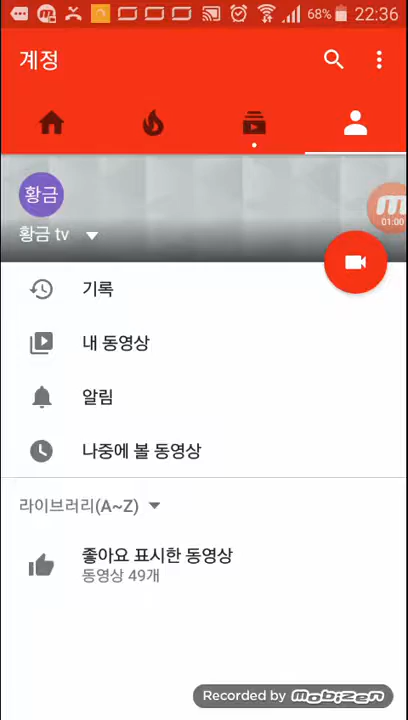 68% 22:36
계정
황금
황금 tv
01:00
기록
내 동영상
알림
나중에 볼 동영상
라이브러리(A~Z)
좋아요 표시한 동영상
동영상 49개
Recorded by Mobizen